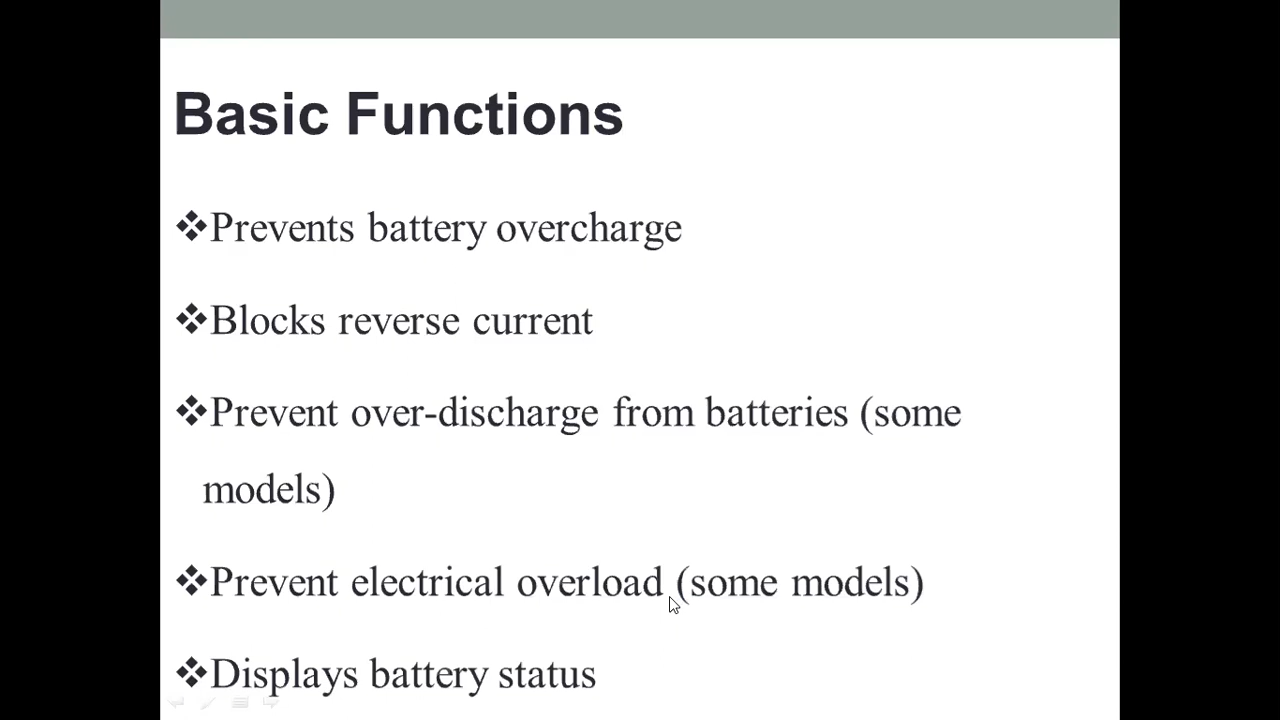 Basic Functions
❖Prevents battery overcharge
❖Blocks reverse current
❖Prevent over-discharge from batteries (some
models)
❖Prevent electrical overload (some models)
❖Displays battery status